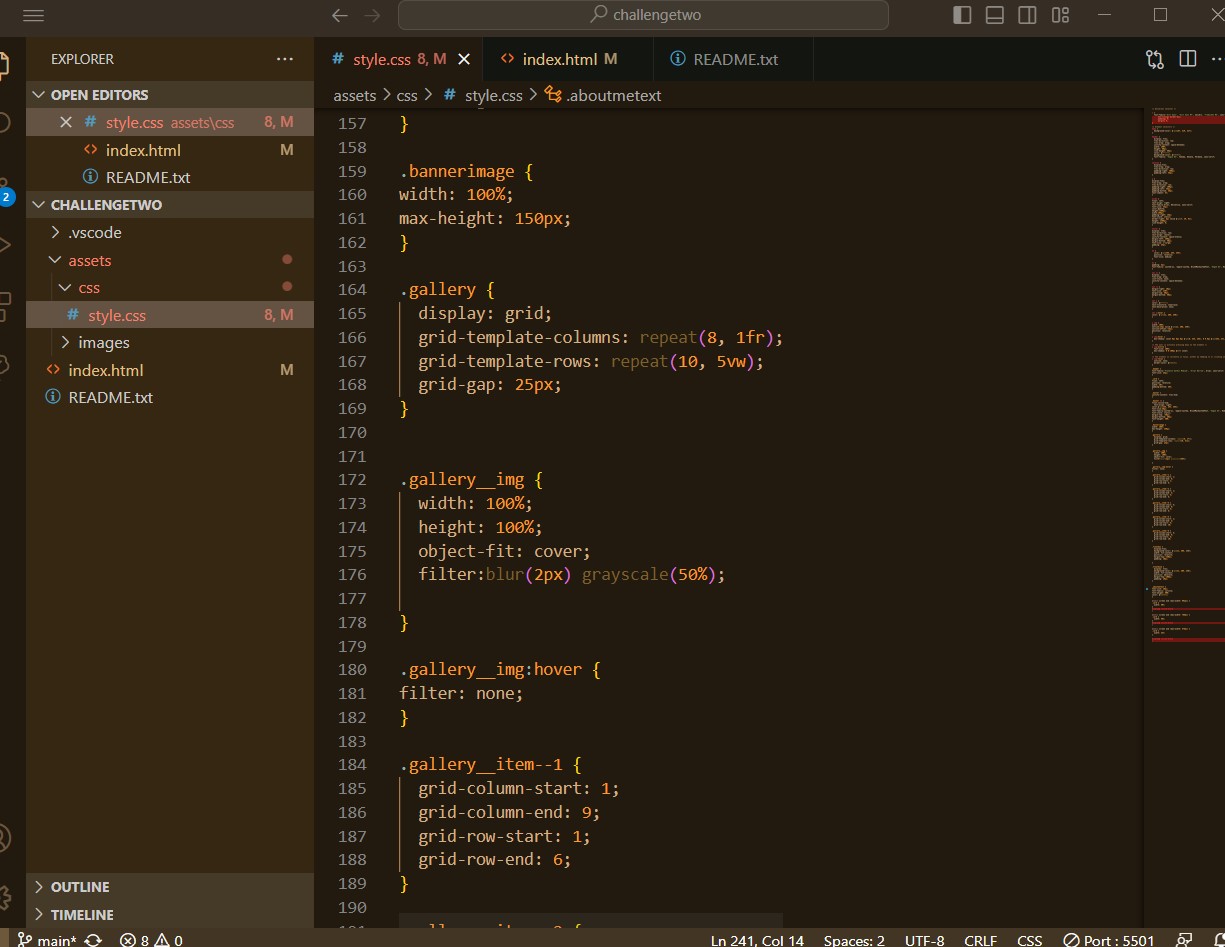 challengetwo
EXPLORER
OPEN EDITORS
style.css assets\css 8, M
index.html M
README.txt
CHALLENGETWO
.vscode
assets
css
style.css 8, M
images
index.html M
README.txt
OUTLINE
TIMELINE
2
# style.css 8, M
<> index.html M
README.txt
assets > css > # style.css > .aboutmetext
157 }
158
159 .bannerimage {
160 width: 100%;
161 max-height: 150px;
162 }
163
164 .gallery {
165 display: grid;
166 grid-template-columns: repeat(8, 1fr);
167 grid-template-rows: repeat(10, 5vw);
168 grid-gap: 25px;
169 }
170
171
172 .gallery__img {
173 width: 100%;
174 height: 100%;
175 object-fit: cover;
176 filter:blur(2px) grayscale(50%);
177
178 }
179
180 .gallery__img:hover {
181 filter: none;
182 }
183
184 .gallery__item--1 {
185 grid-column-start: 1;
186 grid-column-end: 9;
187 grid-row-start: 1;
188 grid-row-end: 6;
189 }
190
main* 8 0 Ln 241, Col 14 Spaces: 2 UTF-8 CRLF CSS Port : 5501